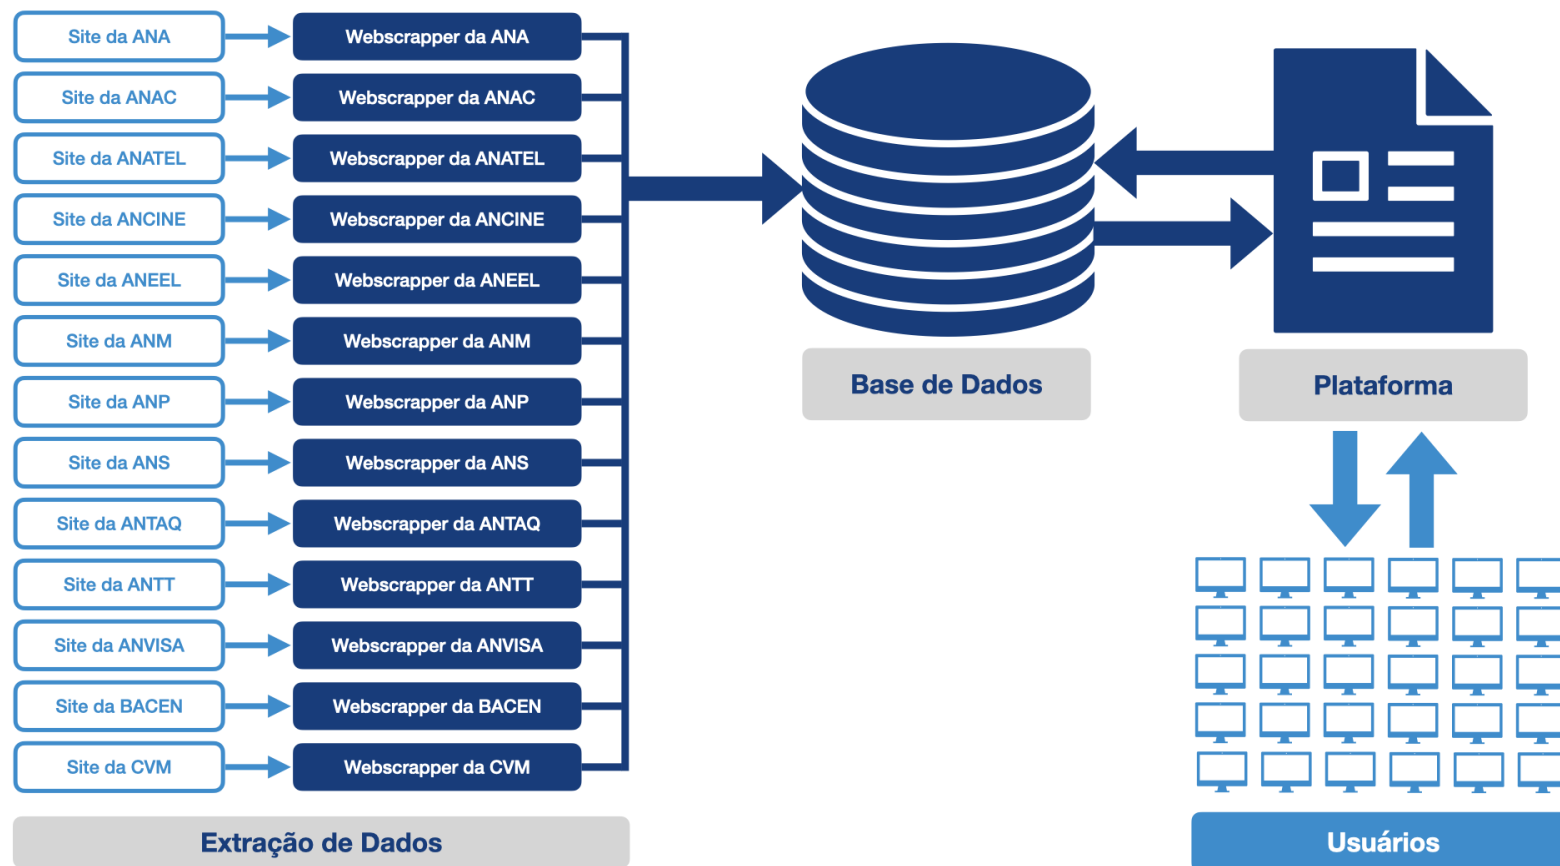 Site da ANA
Webscrapper da ANA
Site da ANAC
Webscrapper da ANAC
Site da ANATEL
Webscrapper da ANATEL
Site da ANCINE
Webscrapper da ANCINE
Site da ANEEL
Webscrapper da ANEEL
Site da ANM
Webscrapper da ANM
Site da ANP
Webscrapper da ANP
Site da ANS
Webscrapper da ANS
Site da ANTAQ
Webscrapper da ANTAQ
Site da ANTT
Webscrapper da ANTT
Site da ANVISA
Webscrapper da ANVISA
Site da BACEN
Webscrapper da BACEN
Site da CVM
Webscrapper da CVM
Extração de Dados
Base de Dados
Plataforma
Usuários